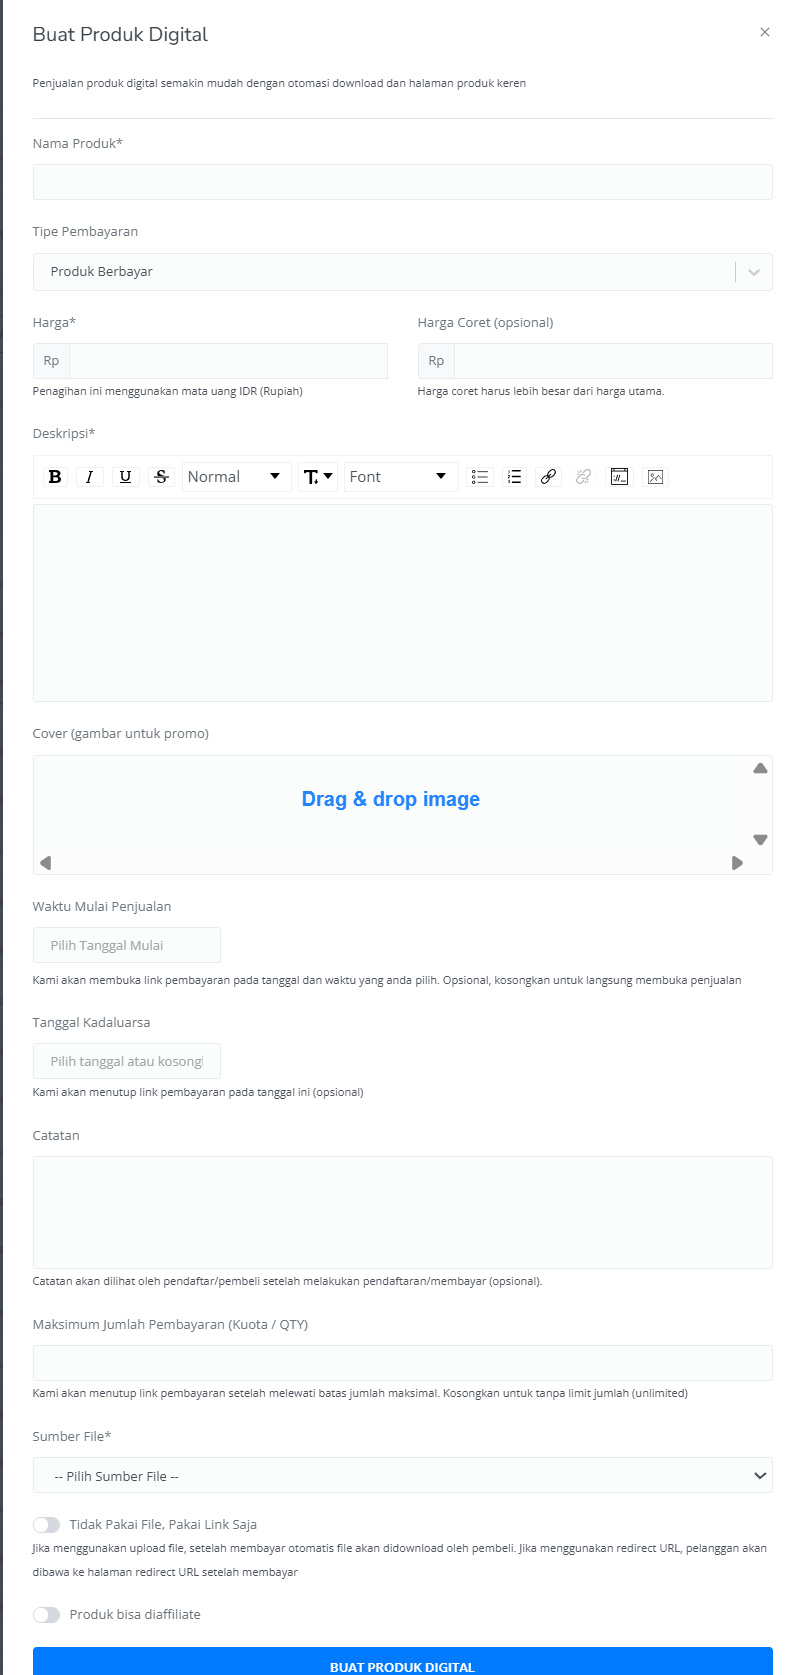 Buat Produk Digital
×
Penjualan produk digital semakin mudah dengan otomasi download dan halaman produk keren
Nama Produk*
Tipe Pembayaran
Produk Berbayar
Harga*
Harga Coret (opsional)
Rp
Rp
Penagihan ini menggunakan mata uang IDR (Rupiah)
Harga coret harus lebih besar dari harga utama.
Deskripsi*
B I U S Normal T Font
Cover (gambar untuk promo)
Drag & drop image
Waktu Mulai Penjualan
Pilih Tanggal Mulai
Kami akan membuka link pembayaran pada tanggal dan waktu yang anda pilih. Opsional, kosongkan untuk langsung membuka penjualan
Tanggal Kadaluarsa
Pilih tanggal atau kosong
Kami akan menutup link pembayaran pada tanggal ini (opsional)
Catatan
Catatan akan dilihat oleh pendaftar/pembeli setelah melakukan pendaftaran/membayar (opsional).
Maksimum Jumlah Pembayaran (Kuota / QTY)
Kami akan menutup link pembayaran setelah melewati batas jumlah maksimal. Kosongkan untuk tanpa limit jumlah (unlimited)
Sumber File*
-- Pilih Sumber File --
Tidak Pakai File, Pakai Link Saja
Jika menggunakan upload file, setelah membayar otomatis file akan didownload oleh pembeli. Jika menggunakan redirect URL, pelanggan akan
dibawa ke halaman redirect URL setelah membayar
Produk bisa diaffiliate
BUAT PRODUK DIGITAL